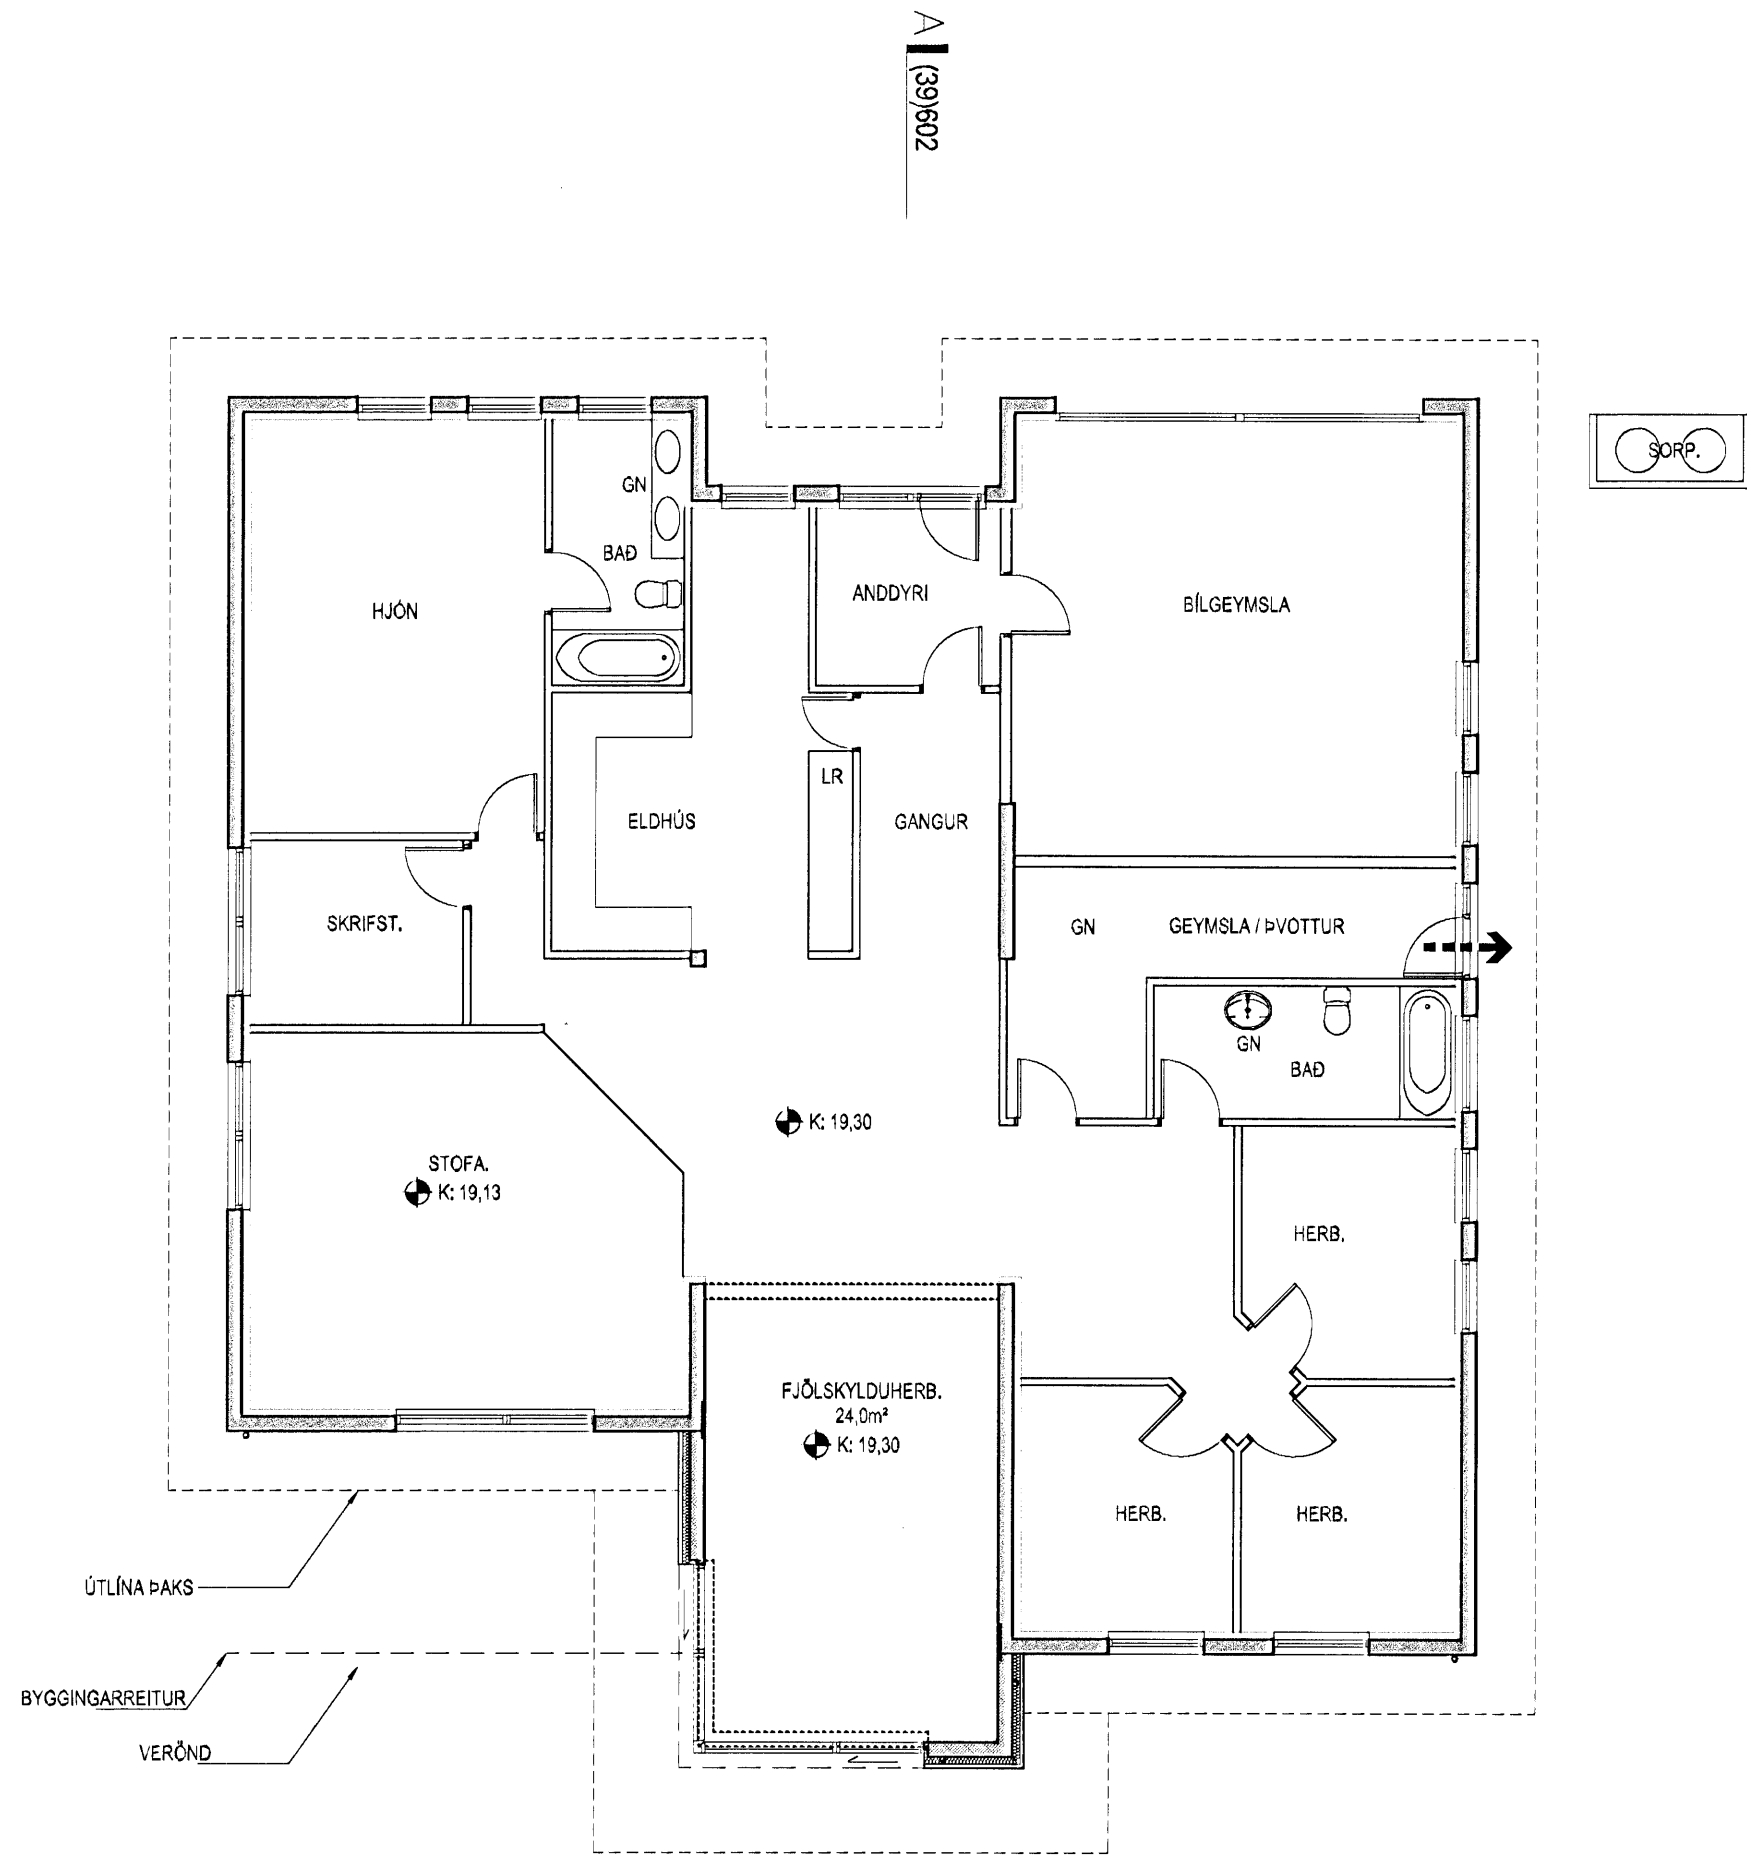 A
(39)602
SORP.
GN
BAÐ
HJÓN
ANDDYRI
BÍLGEYMSLA
LR
ELDHÚS
GANGUR
SKRIFST.
GN
GEYMSLA / ÞVOTTUR
GN
BAÐ
K: 19,30
STOFA.
K: 19,13
HERB.
FJÖLSKYLDUHERB.
24,0m²
K: 19,30
HERB.
HERB.
ÚTLÍNA ÞAKS
BYGGINGARREITUR
VERÖND